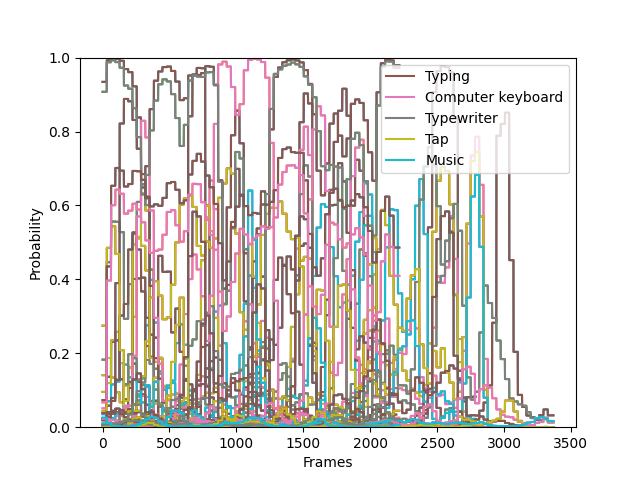 1.0
0.8
0.6
0.4
0.2
0.0
Probability
0
500
1000
1500
2000
2500
3000
3500
Frames
Typing
Computer keyboard
Typewriter
Tap
Music